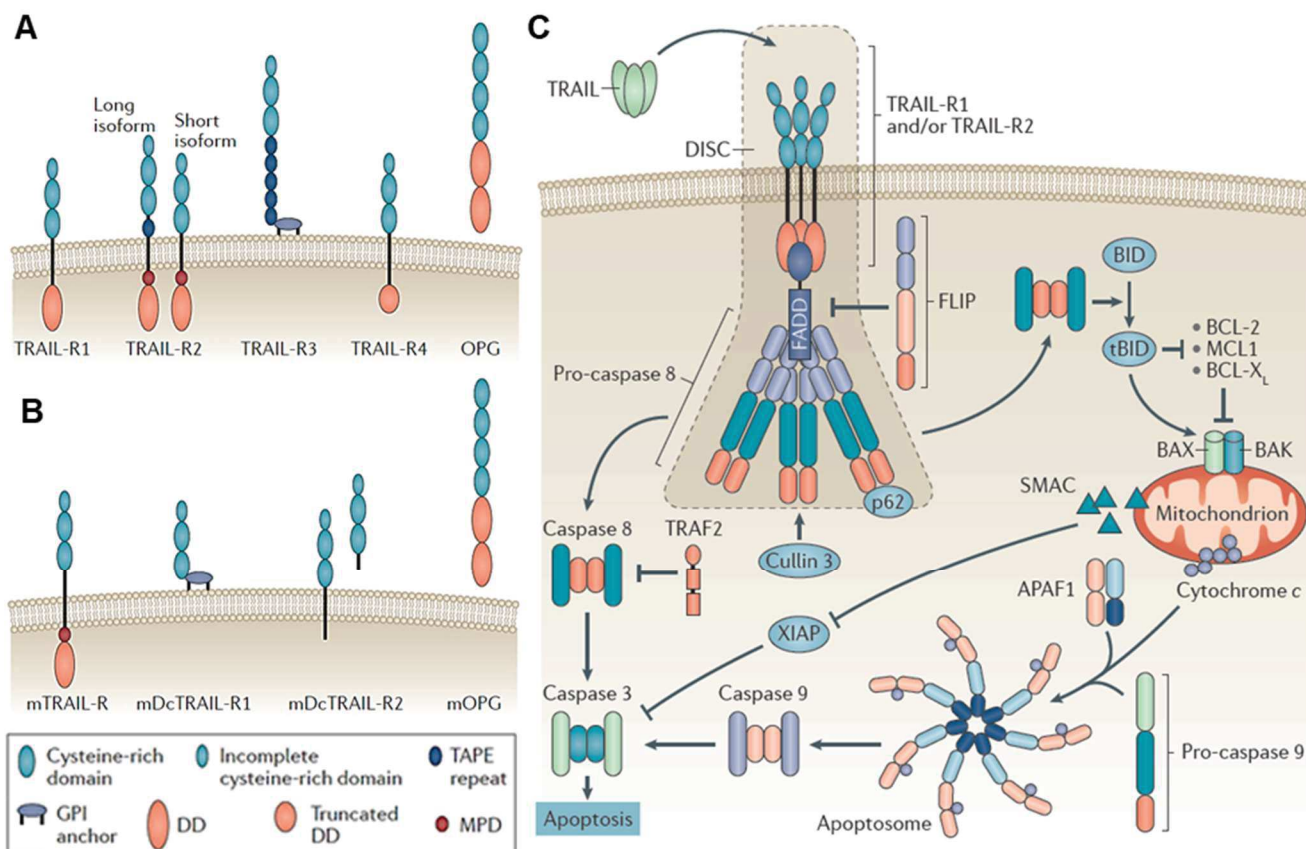 A
Long
isoform
Short
isoform
TRAIL-R1
TRAIL-R2
TRAIL-R3
TRAIL-R4
OPG
B
mTRAIL-R
mDcTRAIL-R1
mDcTRAIL-R2
mOPG
Cysteine-rich
domain
Incomplete
cysteine-rich domain
TAPE
repeat
GPI
anchor
DD
Truncated
DD
MPD
C
TRAIL
DISC
TRAIL-R1
and/or TRAIL-R2
FLIP
FADD
Pro-caspase 8
p62
Cullin 3
Caspase 8
TRAF2
BID
tBID
• BCL-2
• MCL1
• BCL-XL
BAX
BAK
SMAC
Mitochondrion
Cytochrome c
APAF1
XIAP
Caspase 3
Caspase 9
Apoptosome
Pro-caspase 9
Apoptosis